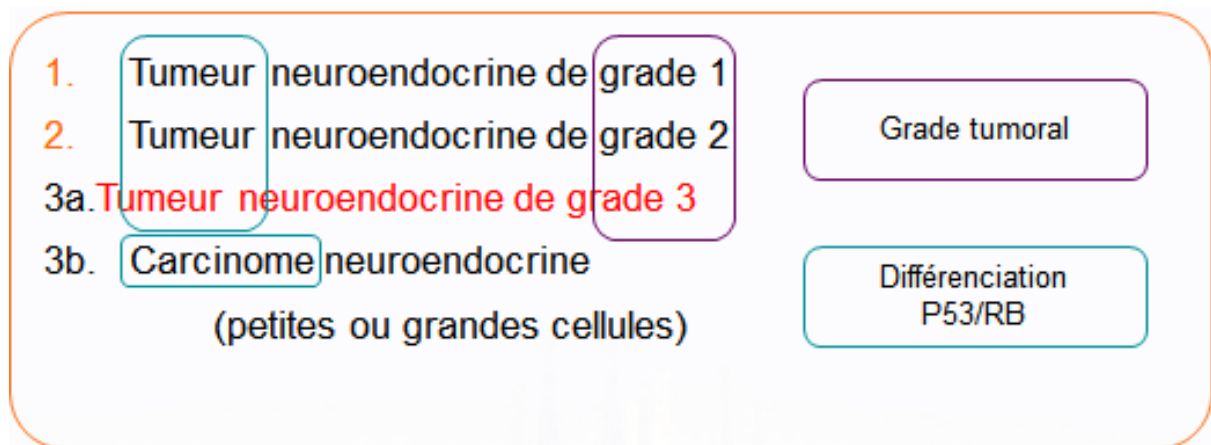 1. Tumeur neuroendocrine de grade 1
2. Tumeur neuroendocrine de grade 2
3a.Tumeur neuroendocrine de grade 3
3b. Carcinome neuroendocrine
(petites ou grandes cellules)
Grade tumoral
Différenciation
P53/RB